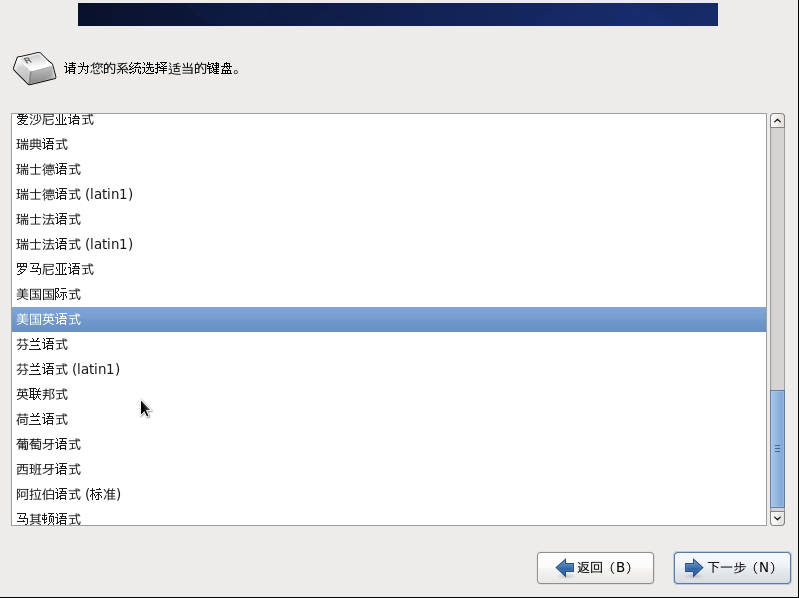 请为您的系统选择适当的键盘。
爱沙尼亚语式
瑞典语式
瑞士德语式
瑞士德语式 (latin1)
瑞士法语式
瑞士法语式 (latin1)
罗马尼亚语式
美国国际式
美国英语式
芬兰语式
芬兰语式 (latin1)
英联邦式
荷兰语式
葡萄牙语式
西班牙语式
阿拉伯语式 (标准)
马其顿语式
返回（B）
下一步（N）